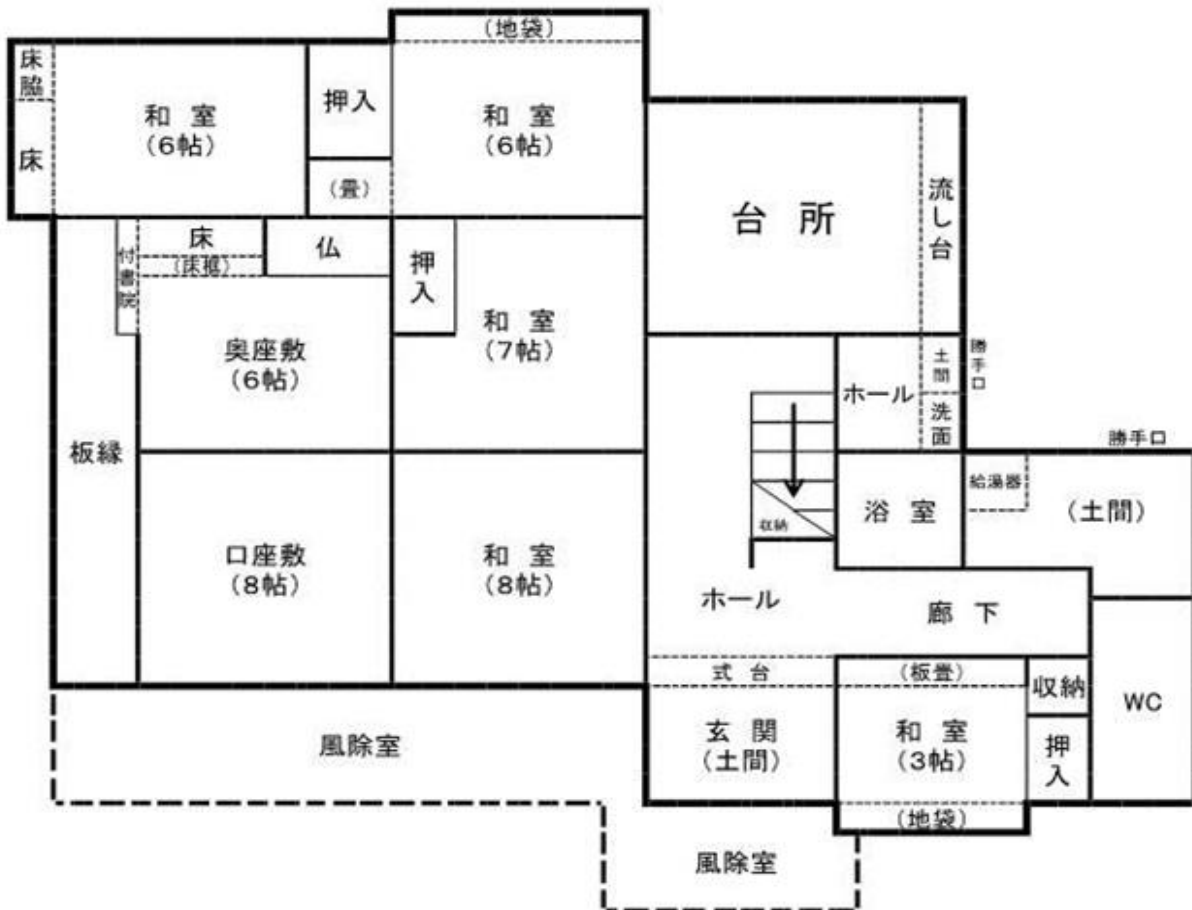 (地袋)
床脇
和 室
(6帖)
押入
和 室
(6帖)
床
(畳)
台 所
流し台
付書院
床
(床框)
仏
押入
和 室
(7帖)
奥座敷
(6帖)
ホール
土間
勝手口
洗面
板縁
勝手口
給湯器
(土間)
浴 室
収納
口座敷
(8帖)
和 室
(8帖)
ホール
廊 下
式 台
(板畳)
収納
WC
風除室
玄 関
(土間)
和 室
(3帖)
押入
(地袋)
風除室